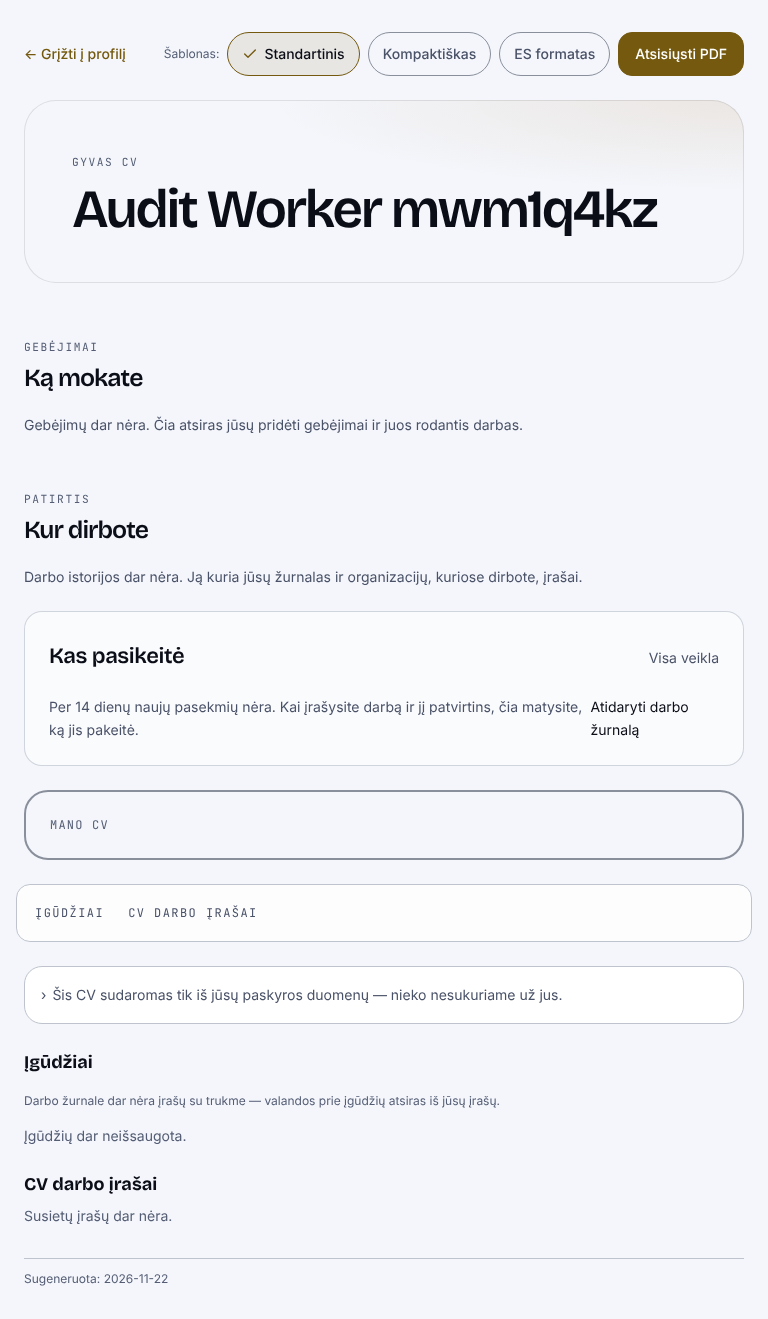 ← Grįžti į profilį
Šablonas:
✓ Standartinis
Kompaktiškas
ES formatas
Atsisiųsti PDF
GYVAS CV
Audit Worker mwm1q4kz
GEBĖJIMAI
Ką mokate
Gebėjimų dar nėra. Čia atsiras jūsų pridėti gebėjimai ir juos rodantis darbas.
PATIRTIS
Kur dirbote
Darbo istorijos dar nėra. Ją kuria jūsų žurnalas ir organizacijų, kuriose dirbote, įrašai.
Kas pasikeitė
Visa veikla
Per 14 dienų naujų pasekmių nėra. Kai įrašysite darbą ir jį patvirtins, čia matysite,
ką jis pakeitė.
Atidaryti darbo
žurnalą
MANO CV
ĮGŪDŽIAI CV DARBO ĮRAŠAI
› Šis CV sudaromas tik iš jūsų paskyros duomenų — nieko nesukuriame už jus.
Įgūdžiai
Darbo žurnale dar nėra įrašų su trukme — valandos prie įgūdžių atsiras iš jūsų įrašų.
Įgūdžių dar neišsaugota.
CV darbo įrašai
Susietų įrašų dar nėra.
Sugeneruota: 2026-11-22